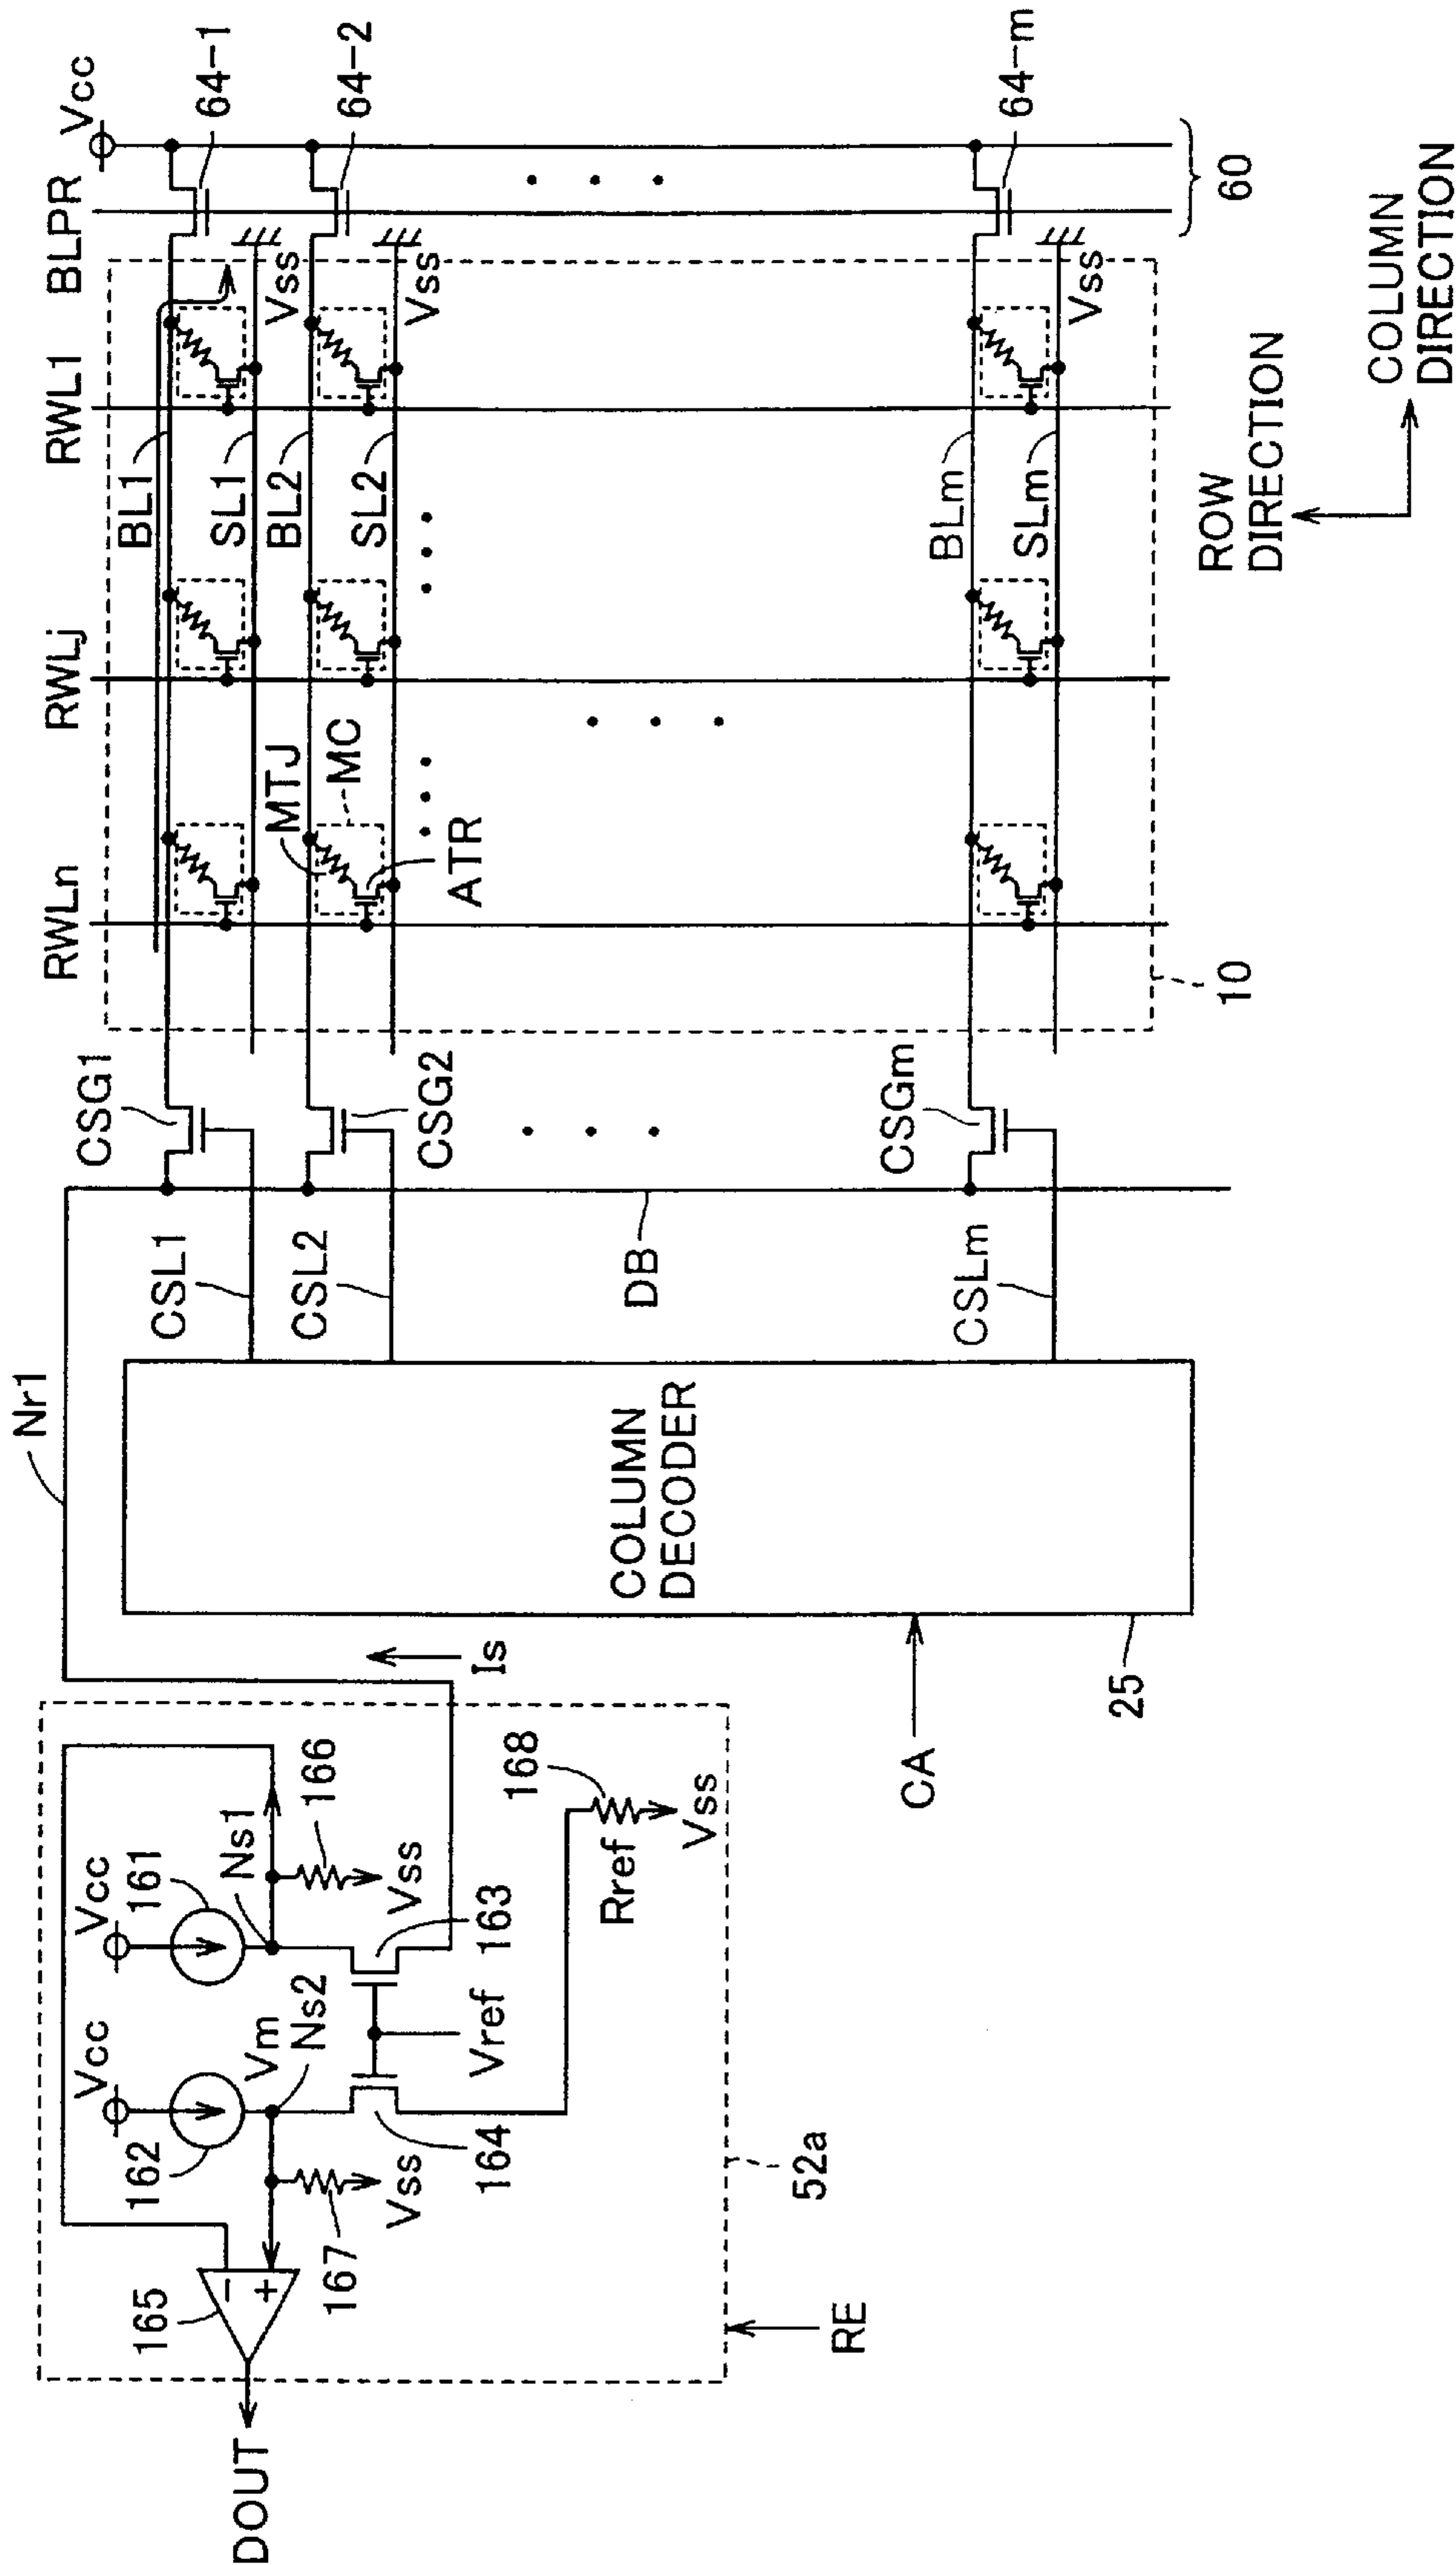 Vcc
BLPR
64-1
64-2
64-m
60
RWL1
RWLj
RWLn
Vss
Vss
Vss
BL1
SL1
BL2
SL2
BLm
SLm
MTJ
MC
ATR
10
CSG1
CSG2
CSGm
CSL1
CSL2
CSLm
DB
Nr1
COLUMN
DECODER
CA
25
Is
ROW
DIRECTION
COLUMN
DIRECTION
Vcc
161
Ns1
166
Vss
163
168
Rref
Vss
Vcc
162
Vm
Ns2
Vref
164
167
Vss
165
-
+
DOUT
52a
RE